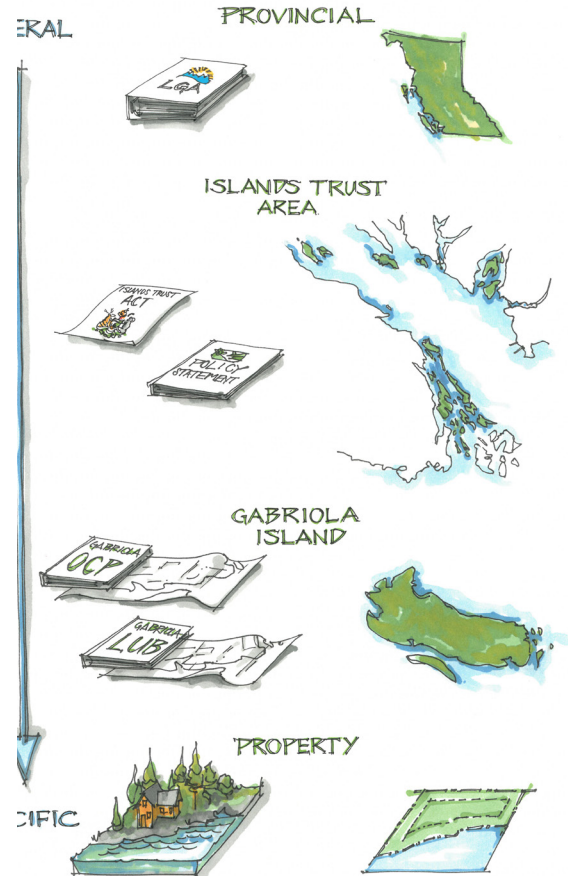 ERAL
PROVINCIAL
LGA
ISLANDS TRUST
AREA
ISLANDS TRUST
ACT
POLICY
STATEMENT
GABRIOLA
ISLAND
GABRIOLA
OCP
GABRIOLA
LUB
PROPERTY
CIFIC